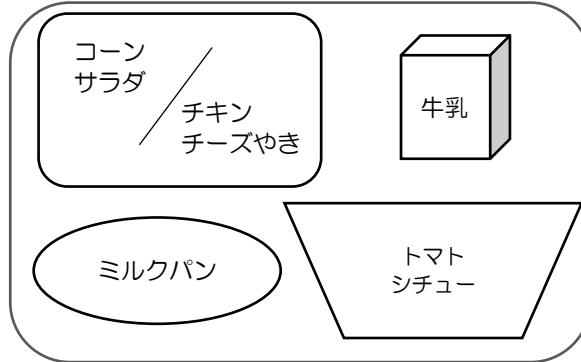 コーン
サラダ
チキン
チーズやき
牛乳
ミルクパン
トマト
シチュー